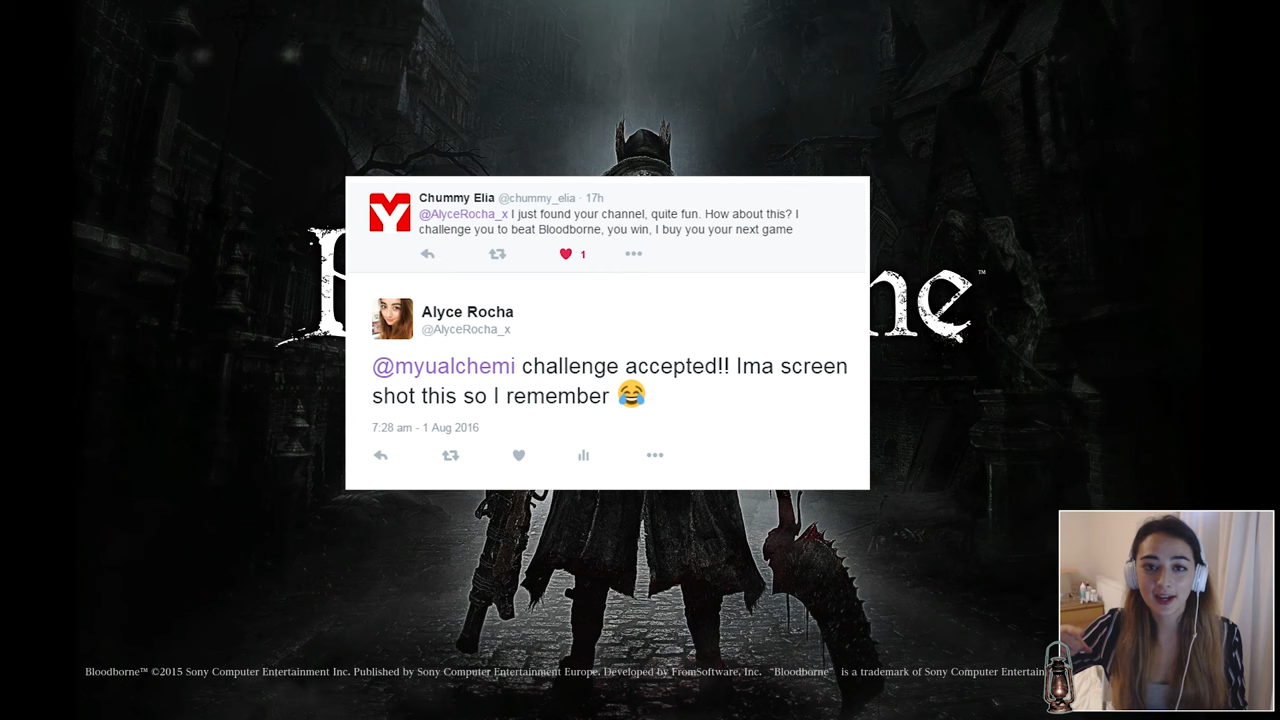 Chummy Elia @chummy_elia · 17h
@AlyceRocha_x I just found your channel, quite fun. How about this? I
challenge you to beat Bloodborne, you win, I buy you your next game
1
Alyce Rocha
@AlyceRocha_x
@myualchemi challenge accepted!! Ima screen
shot this so I remember 😂
7:28 am - 1 Aug 2016
Bloodborne™ ©2015 Sony Computer Entertainment Inc. Published by Sony Computer Entertainment Europe. Developed by FromSoftware, Inc. "Bloodborne" is a trademark of Sony Computer Entertain